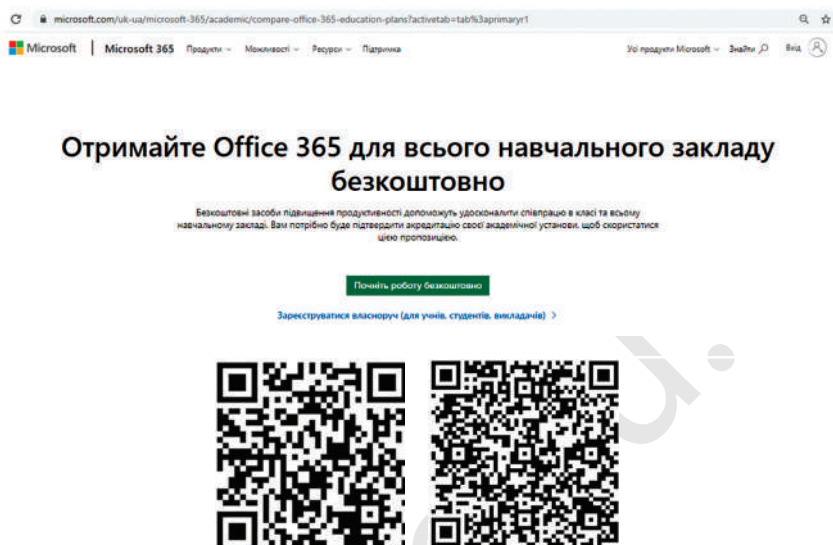 microsoft.com/uk-ua/microsoft-365/academic/compare-office-365-education-plans?activetab=tab%3aprimaryr1
Microsoft | Microsoft 365 Продукти Можливості Ресурси Підтримка Усі продукти Microsoft Знайти Вхід
Отримайте Office 365 для всього навчального закладу
безкоштовно
Безкоштовні засоби підвищення продуктивності допоможуть удосконалити співпрацю в класі та всьому
навчальному закладі. Вам потрібно буде підтвердити акредитацію своєї академічної установи, щоб скористатися
цією пропозицією.
Почніть роботу безкоштовно
Зареєструватися власноруч (для учнів, студентів, викладачів) >